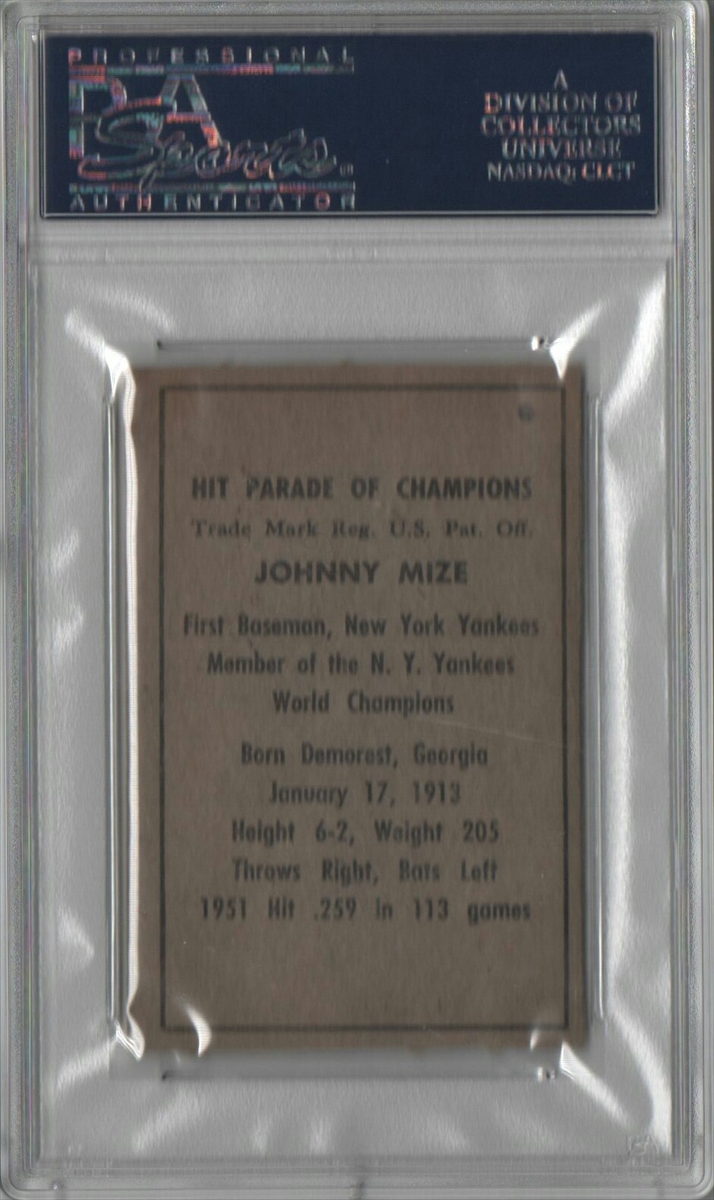 PROFESSIONAL
PSA
Sports
AUTHENTICATOR
A
DIVISION OF
COLLECTORS
UNIVERSE
NASDAQ: CLCT
HIT PARADE OF CHAMPIONS
Trade Mark Reg. U.S. Pat. Off.
JOHNNY MIZE
First Baseman, New York Yankees
Member of the N. Y. Yankees
World Champions
Born Demorest, Georgia
January 17, 1913
Height 6-2, Weight 205
Throws Right, Bats Left
1951 Hit .259 in 113 games